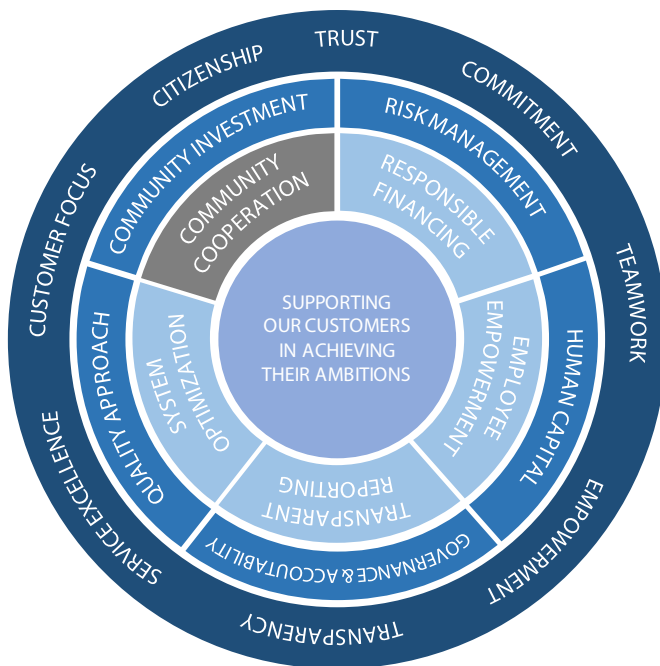 TRUST
COMMITMENT
TEAMWORK
EMPOWERMENT
TRANSPARENCY
SERVICE EXCELLENCE
CUSTOMER FOCUS
CITIZENSHIP
RISK MANAGEMENT
HUMAN CAPITAL
GOVERNANCE & ACCOUTABILITY
QUALITY APPROACH
COMMUNITY INVESTMENT
RESPONSIBLE
FINANCING
EMPLOYEE
EMPOWERMENT
TRANSPARENT
REPORTING
SYSTEM
OPTIMIZATION
COMMUNITY
COOPERATION
SUPPORTING
OUR CUSTOMERS
IN ACHIEVING
THEIR AMBITIONS